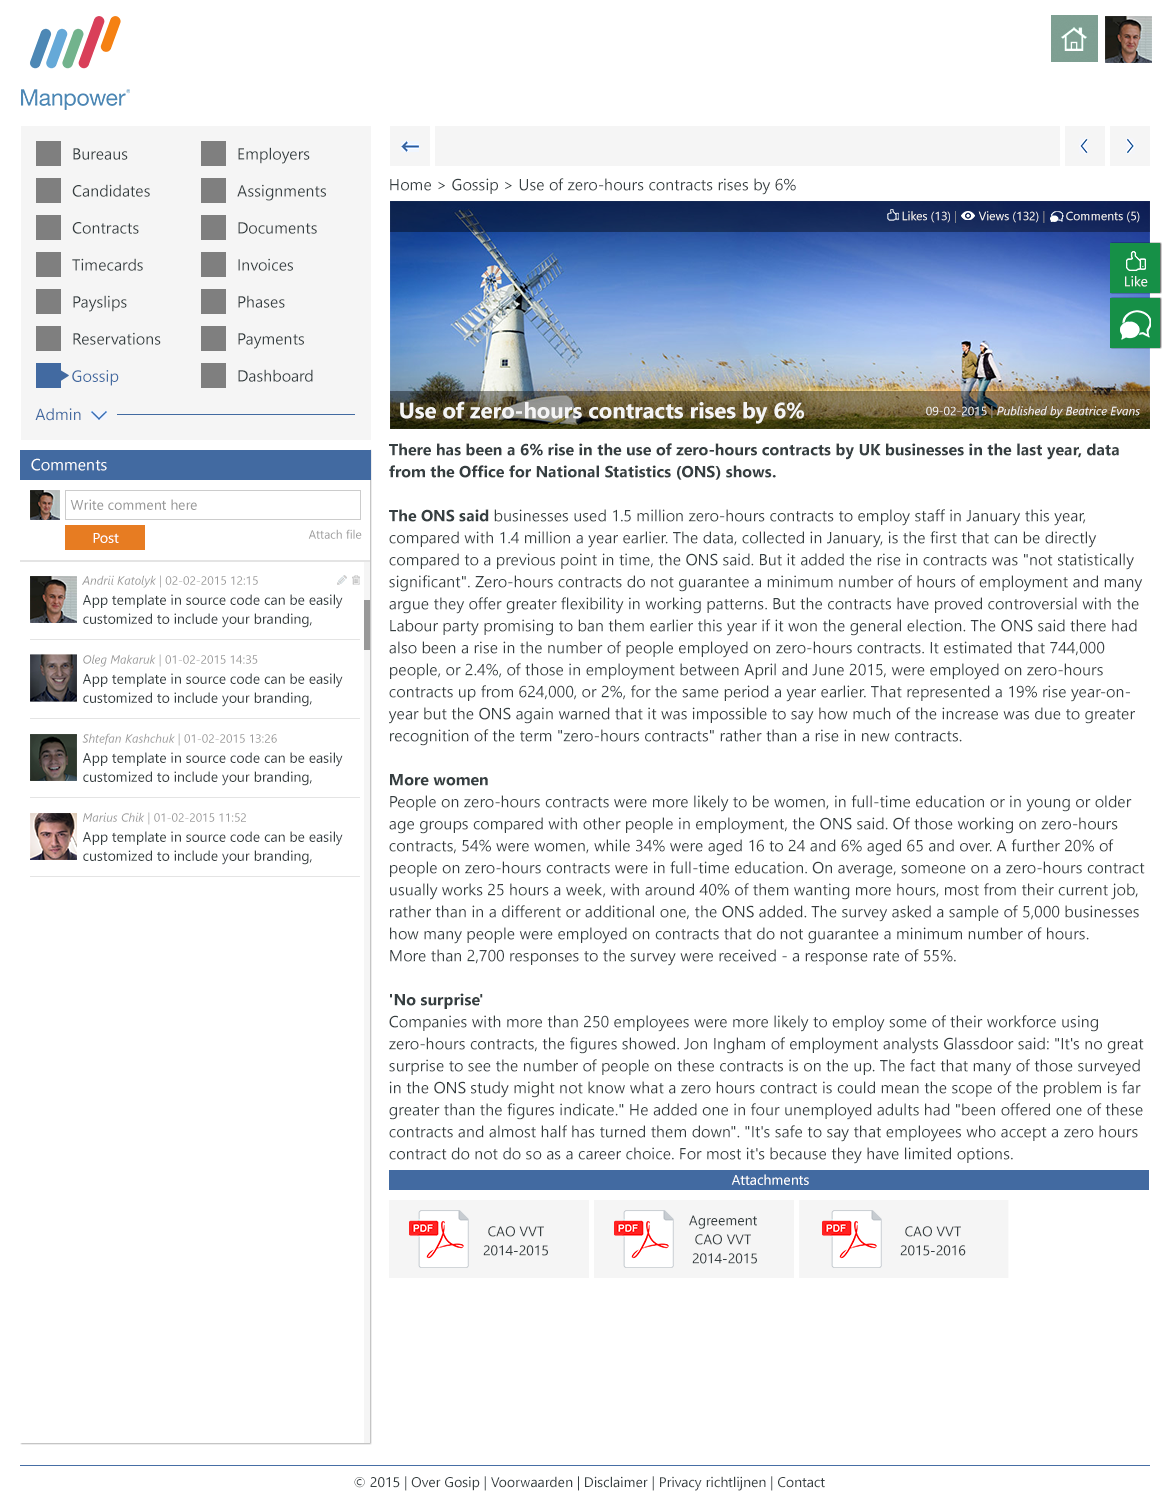 Manpower
Bureaus
Employers
Candidates
Assignments
Contracts
Documents
Timecards
Invoices
Payslips
Phases
Reservations
Payments
Gossip
Dashboard
Admin
Comments
Write comment here
Post
Attach file
Andrii Katolyk | 02-02-2015 12:15
App template in source code can be easily
customized to include your branding,
Oleg Makaruk | 01-02-2015 14:35
App template in source code can be easily
customized to include your branding,
Shtefan Kashchuk | 01-02-2015 13:26
App template in source code can be easily
customized to include your branding,
Marius Chik | 01-02-2015 11:52
App template in source code can be easily
customized to include your branding,
Home > Gossip > Use of zero-hours contracts rises by 6%
Likes (13) | Views (132) | Comments (5)
Like
Use of zero-hours contracts rises by 6%
09-02-2015 | Published by Beatrice Evans
There has been a 6% rise in the use of zero-hours contracts by UK businesses in the last year, data
from the Office for National Statistics (ONS) shows.
The ONS said businesses used 1.5 million zero-hours contracts to employ staff in January this year,
compared with 1.4 million a year earlier. The data, collected in January, is the first that can be directly
compared to a previous point in time, the ONS said. But it added the rise in contracts was "not statistically
significant". Zero-hours contracts do not guarantee a minimum number of hours of employment and many
argue they offer greater flexibility in working patterns. But the contracts have proved controversial with the
Labour party promising to ban them earlier this year if it won the general election. The ONS said there had
also been a rise in the number of people employed on zero-hours contracts. It estimated that 744,000
people, or 2.4%, of those in employment between April and June 2015, were employed on zero-hours
contracts up from 624,000, or 2%, for the same period a year earlier. That represented a 19% rise year-on-
year but the ONS again warned that it was impossible to say how much of the increase was due to greater
recognition of the term "zero-hours contracts" rather than a rise in new contracts.
More women
People on zero-hours contracts were more likely to be women, in full-time education or in young or older
age groups compared with other people in employment, the ONS said. Of those working on zero-hours
contracts, 54% were women, while 34% were aged 16 to 24 and 6% aged 65 and over. A further 20% of
people on zero-hours contracts were in full-time education. On average, someone on a zero-hours contract
usually works 25 hours a week, with around 40% of them wanting more hours, most from their current job,
rather than in a different or additional one, the ONS added. The survey asked a sample of 5,000 businesses
how many people were employed on contracts that do not guarantee a minimum number of hours.
More than 2,700 responses to the survey were received - a response rate of 55%.
'No surprise'
Companies with more than 250 employees were more likely to employ some of their workforce using
zero-hours contracts, the figures showed. Jon Ingham of employment analysts Glassdoor said: "It's no great
surprise to see the number of people on these contracts is on the up. The fact that many of those surveyed
in the ONS study might not know what a zero hours contract is could mean the scope of the problem is far
greater than the figures indicate." He added one in four unemployed adults had "been offered one of these
contracts and almost half has turned them down". "It's safe to say that employees who accept a zero hours
contract do not do so as a career choice. For most it's because they have limited options.
Attachments
PDF
CAO VVT
2014-2015
PDF
Agreement
CAO VVT
2014-2015
PDF
CAO VVT
2015-2016
© 2015 | Over Gosip | Voorwaarden | Disclaimer | Privacy richtlijnen | Contact